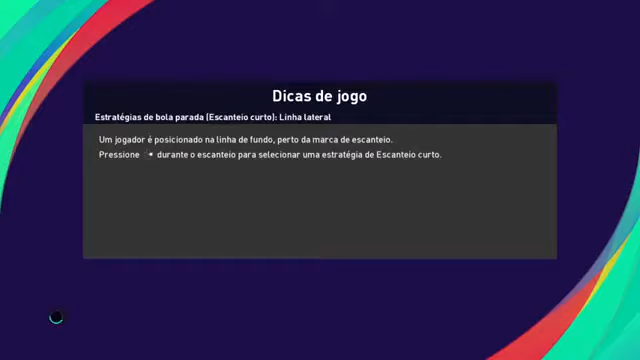 Dicas de jogo
Estratégias de bola parada (Escanteio curto): Linha lateral
Um jogador é posicionado na linha de fundo, perto da marca de escanteio.
Pressione durante o escanteio para selecionar uma estratégia de Escanteio curto.